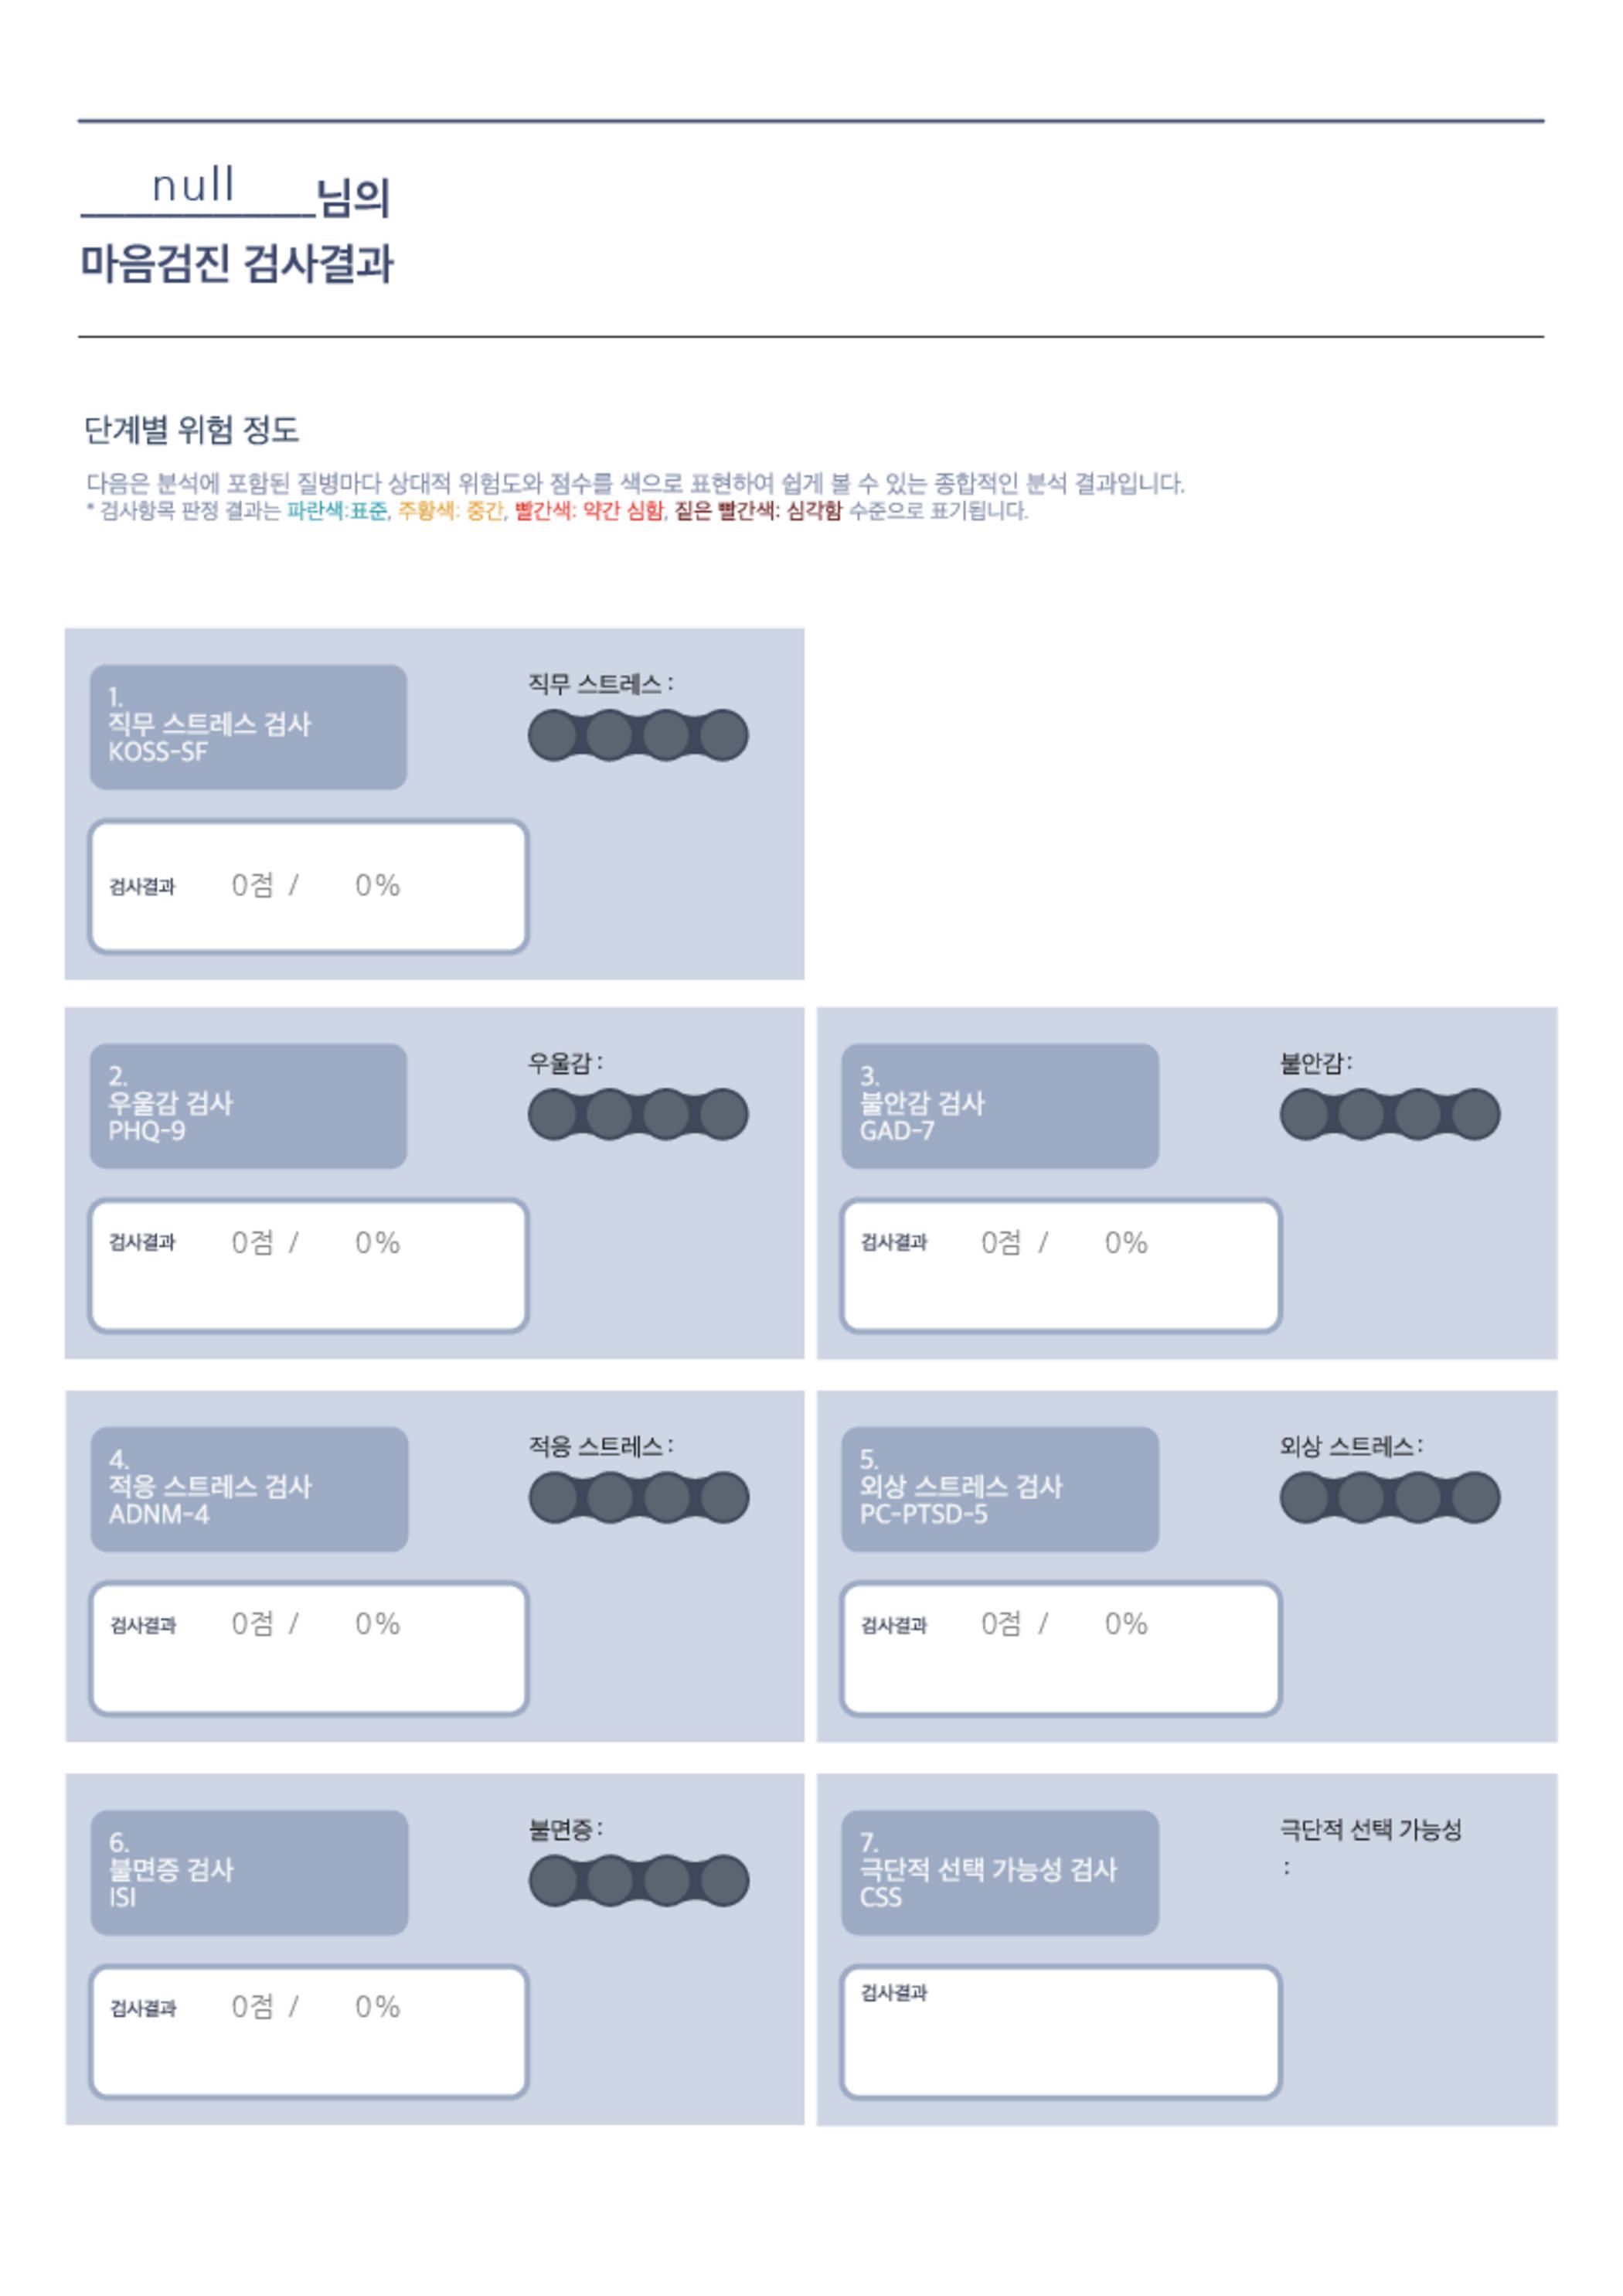 null 님의
마음검진 검사결과
단계별 위험 정도
다음은 분석에 포함된 질병마다 상대적 위험도와 점수를 색으로 표현하여 쉽게 볼 수 있는 종합적인 분석 결과입니다.
* 검사항목 판정 결과는 파란색:표준, 주황색: 중간, 빨간색: 약간 심함, 짙은 빨간색: 심각함 수준으로 표기됩니다.
1.
직무 스트레스 검사
KOSS-SF
직무 스트레스 :
검사결과 0점 / 0%
2.
우울감 검사
PHQ-9
우울감 :
검사결과 0점 / 0%
3.
불안감 검사
GAD-7
불안감 :
검사결과 0점 / 0%
4.
적응 스트레스 검사
ADNM-4
적응 스트레스 :
검사결과 0점 / 0%
5.
외상 스트레스 검사
PC-PTSD-5
외상 스트레스 :
검사결과 0점 / 0%
6.
불면증 검사
ISI
불면증 :
검사결과 0점 / 0%
7.
극단적 선택 가능성 검사
CSS
극단적 선택 가능성
:
검사결과